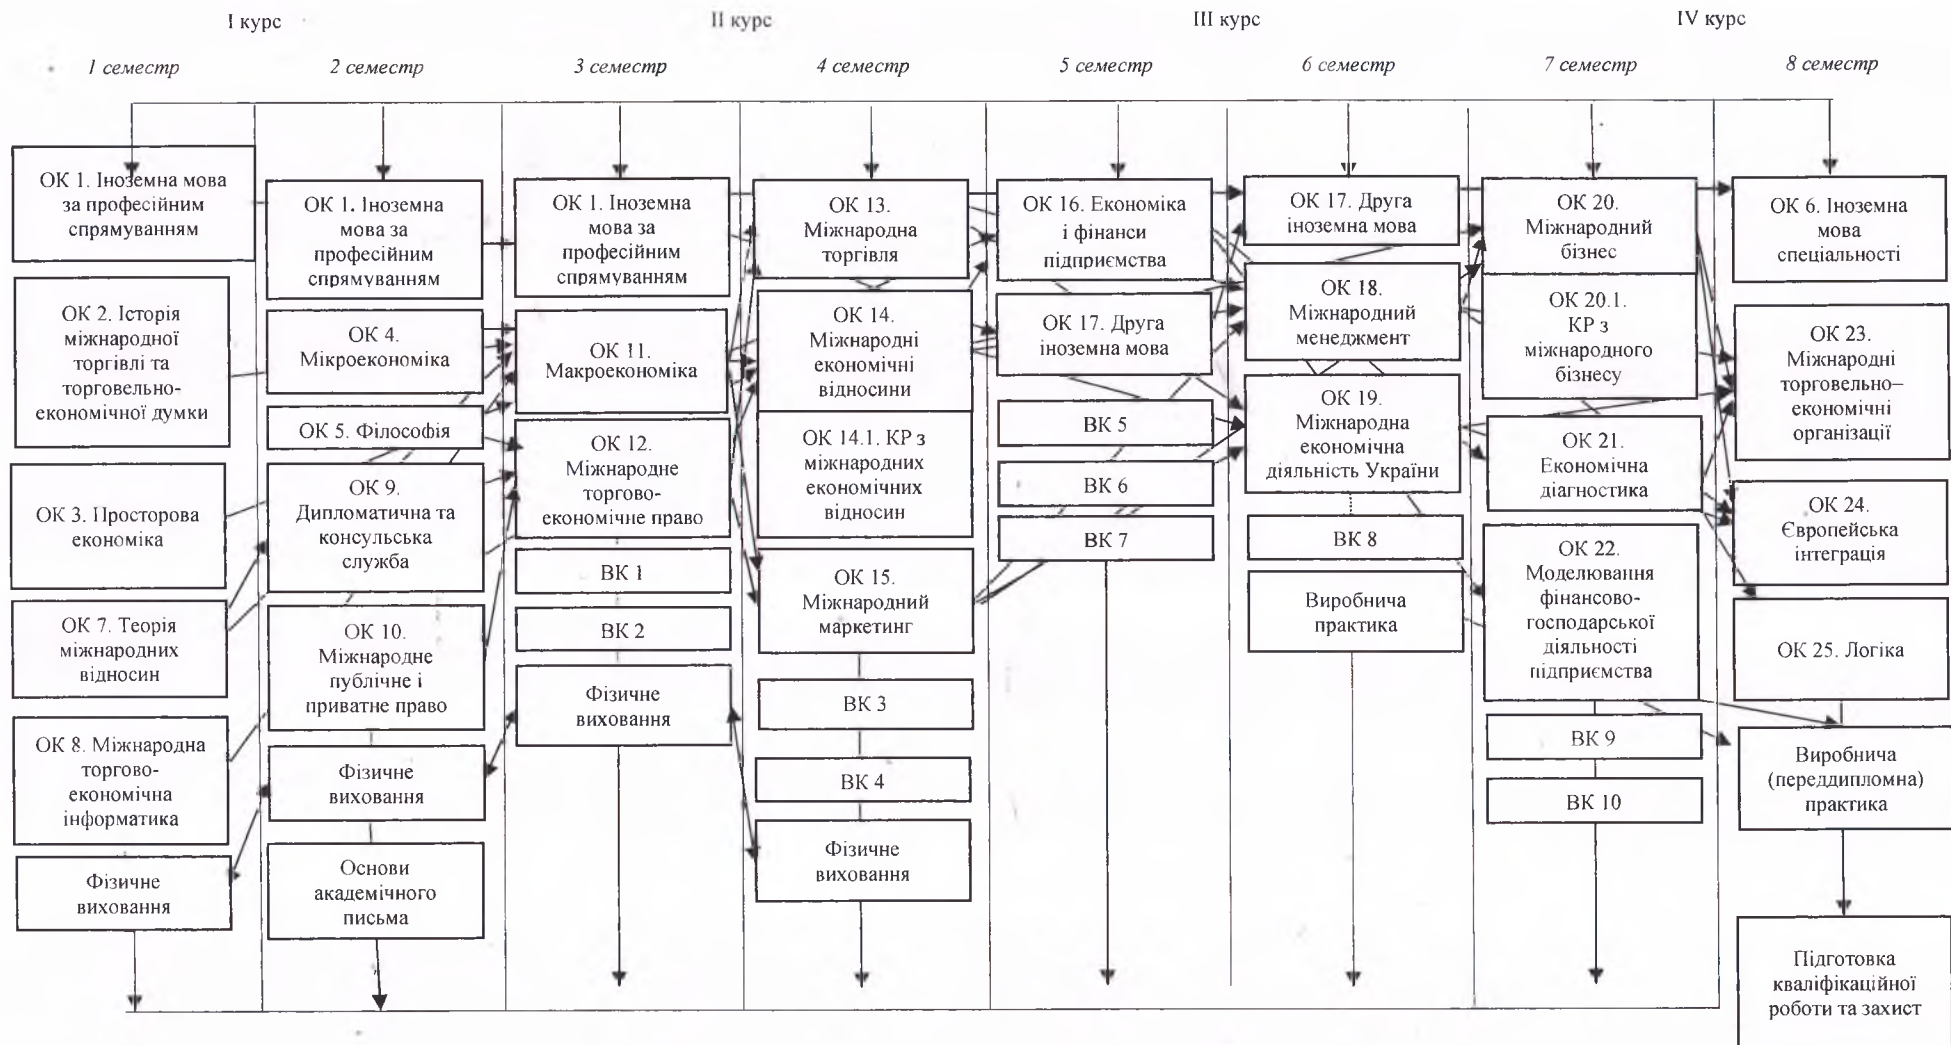 І курс
ІІ курс
ІІІ курс
ІV курс
1 семестр
2 семестр
3 семестр
4 семестр
5 семестр
6 семестр
7 семестр
8 семестр
ОК 1. Іноземна мова
за професійним
спрямуванням
ОК 2. Історія
міжнародної
торгівлі та
торговельно-
економічної думки
ОК 3. Просторова
економіка
ОК 7. Теорія
міжнародних
відносин
ОК 8. Міжнародна
торгово-
економічна
інформатика
Фізичне
виховання
ОК 1. Іноземна
мова за
професійним
спрямуванням
ОК 4.
Мікроекономіка
ОК 5. Філософія
ОК 9.
Дипломатична та
консульська
служба
ОК 10.
Міжнародне
публічне і
приватне право
Фізичне
виховання
Основи
академічного
письма
ОК 1. Іноземна
мова за
професійним
спрямуванням
ОК 11.
Макроекономіка
ОК 12.
Міжнародне
торгово-
економічне право
ВК 1
ВК 2
Фізичне
виховання
ОК 13.
Міжнародна
торгівля
ОК 14.
Міжнародні
економічні
відносини
ОК 14.1. КР з
міжнародних
економічних
відносин
ОК 15.
Міжнародний
маркетинг
ВК 3
ВК 4
Фізичне
виховання
ОК 16. Економіка
і фінанси
підприємства
ОК 17. Друга
іноземна мова
ВК 5
ВК 6
ВК 7
ОК 17. Друга
іноземна мова
ОК 18.
Міжнародний
менеджмент
ОК 19.
Міжнародна
економічна
діяльність України
ВК 8
Виробнича
практика
ОК 20.
Міжнародний
бізнес
ОК 20.1.
КР з
міжнародного
бізнесу
ОК 21.
Економічна
діагностика
ОК 22.
Моделювання
фінансово-
господарської
діяльності
підприємства
ВК 9
ВК 10
ОК 6. Іноземна
мова
спеціальності
ОК 23.
Міжнародні
торговельно–
економічні
організації
ОК 24.
Європейська
інтеграція
ОК 25. Логіка
Виробнича
(переддипломна)
практика
Підготовка
кваліфікаційної
роботи та захист